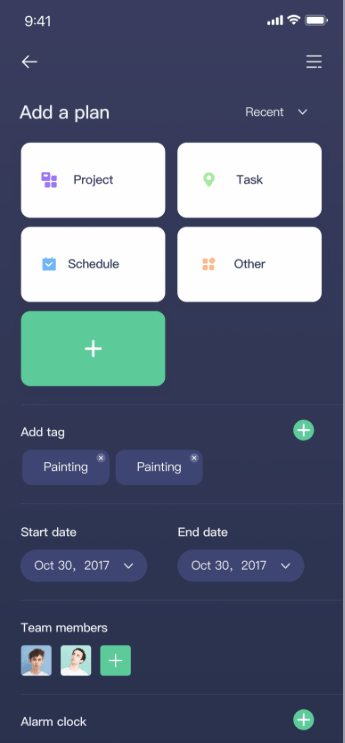 9:41
Add a plan
Recent
Project
Task
Schedule
Other
+
Add tag
Painting
Painting
Start date
End date
Oct 30, 2017
Oct 30, 2017
Team members
Alarm clock